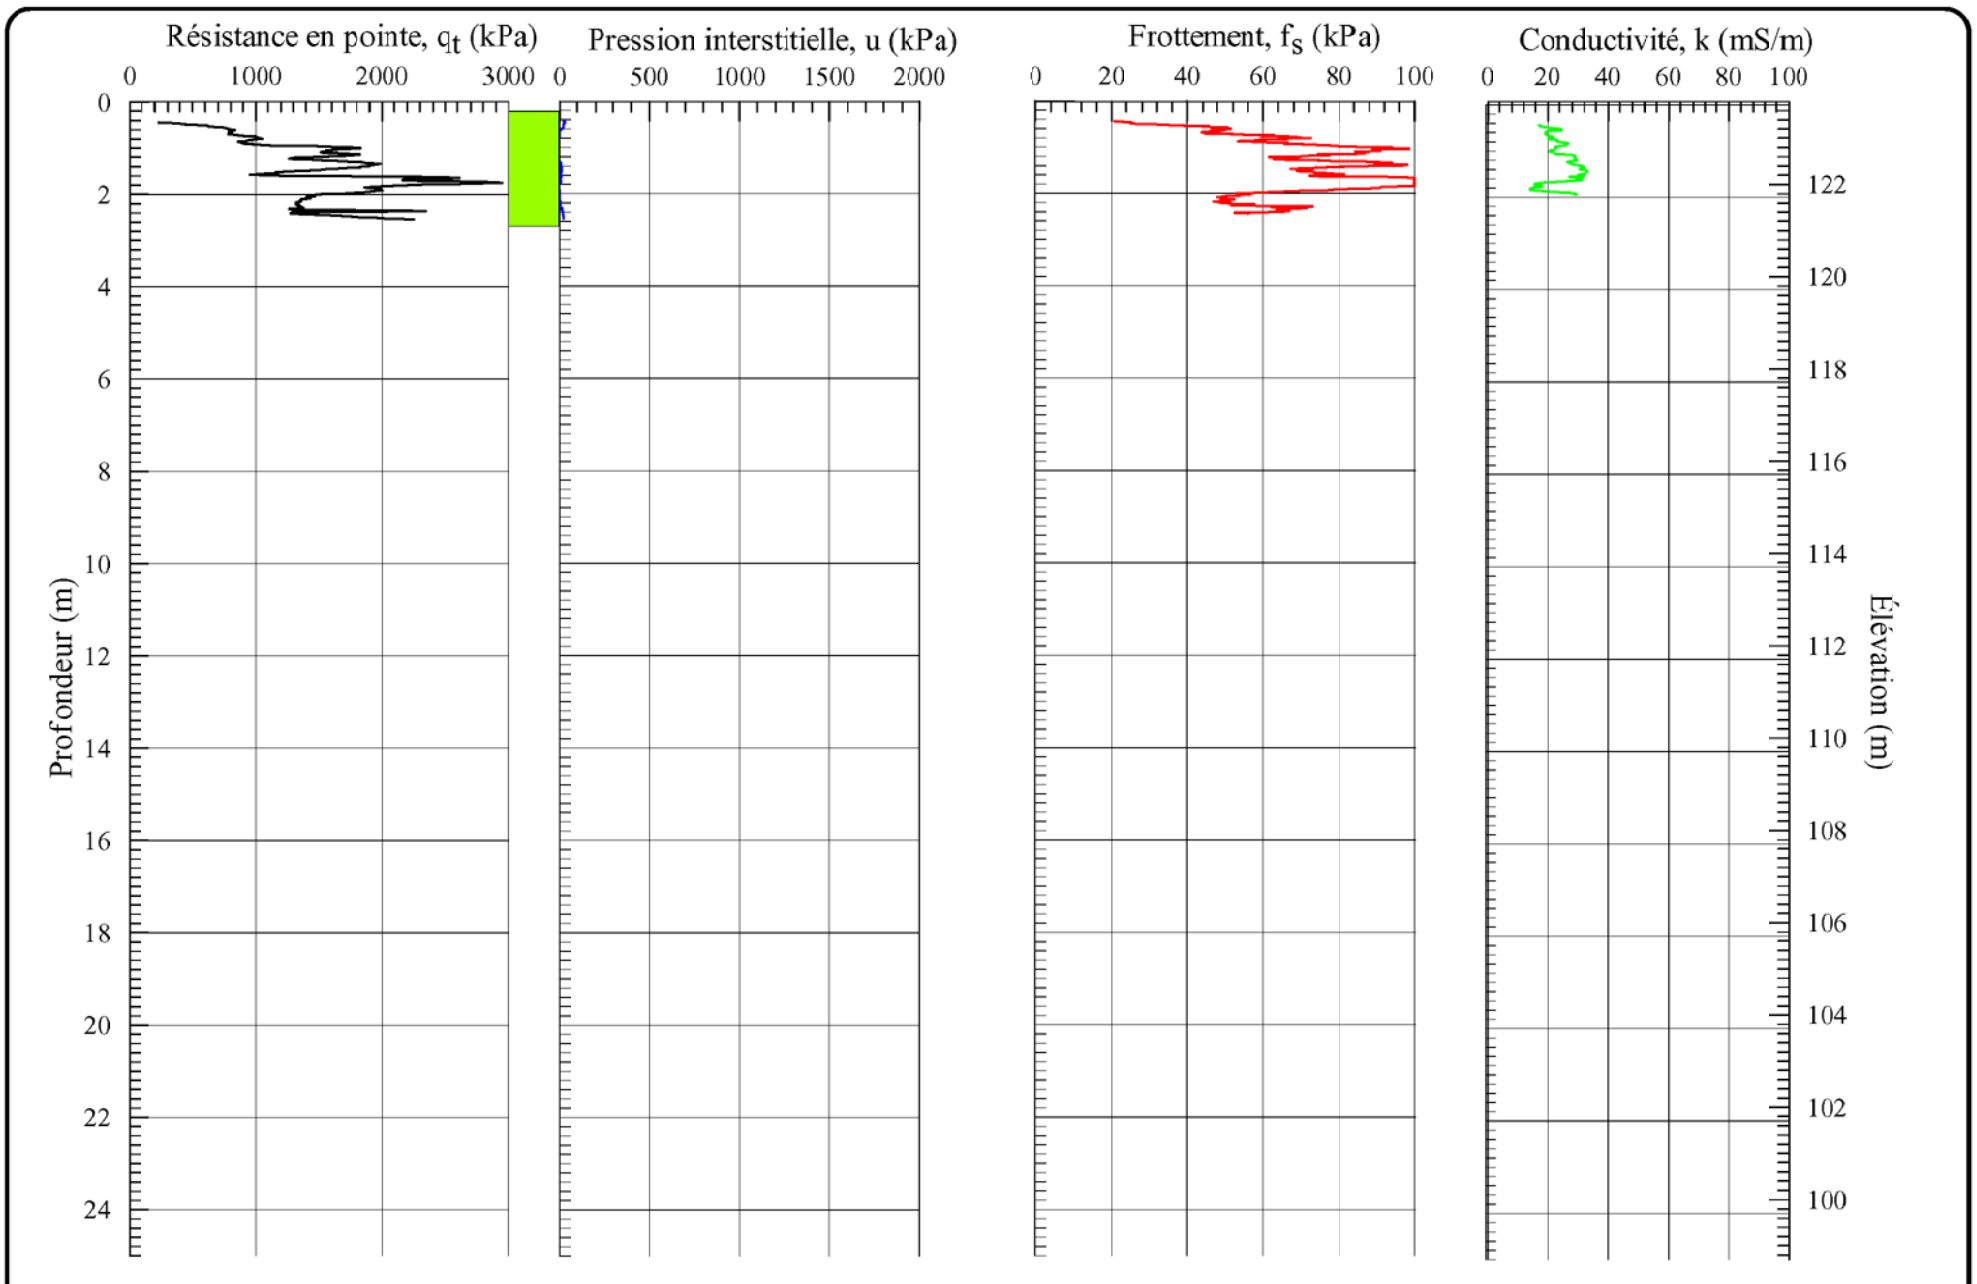 Résistance en pointe, qt (kPa)
Pression interstitielle, u (kPa)
Frottement, fs (kPa)
Conductivité, k (mS/m)
0 1000 2000 3000
0 500 1000 1500 2000
0 20 40 60 80 100
0 20 40 60 80 100
0
2
4
6
8
10
12
14
16
18
20
22
24
Profondeur (m)
122
120
118
116
114
112
110
108
106
104
102
100
Élévation (m)